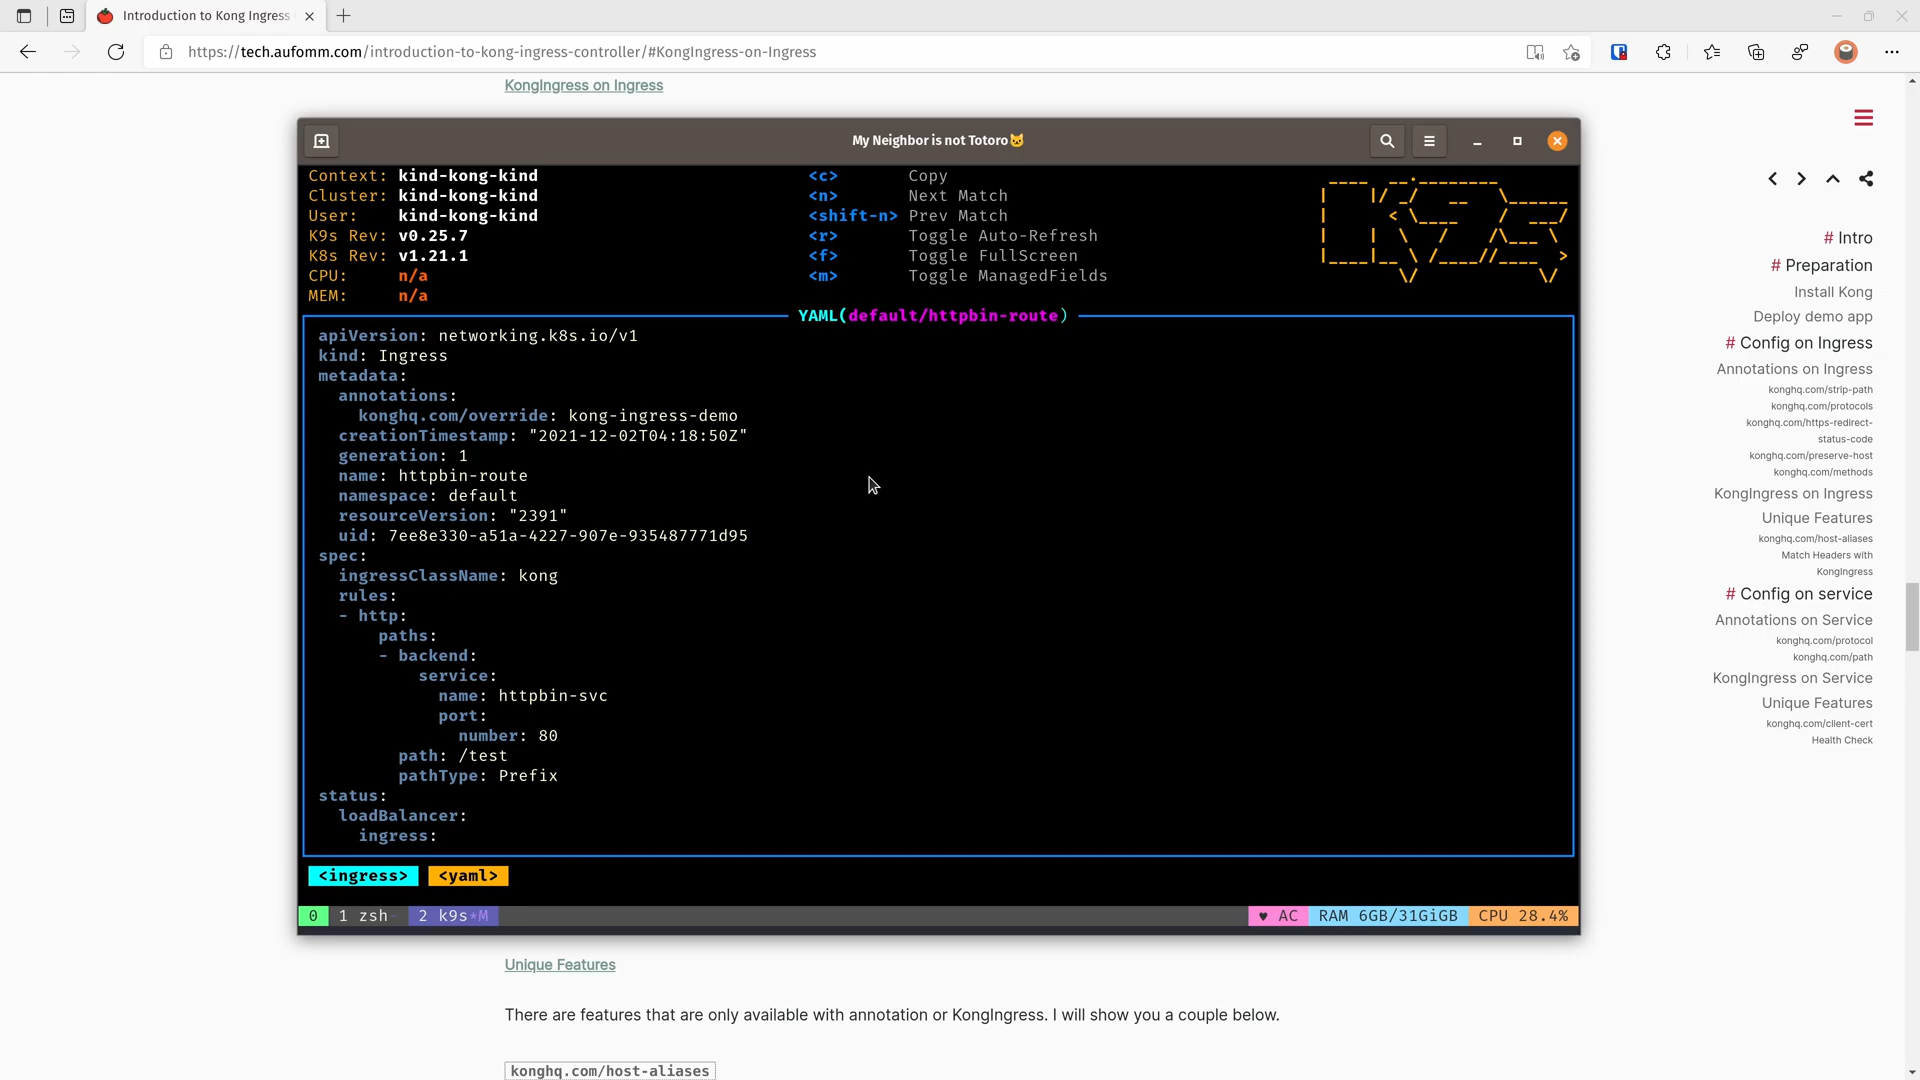 Introduction to Kong Ingress
https://tech.aufomm.com/introduction-to-kong-ingress-controller/#KongIngress-on-Ingress
KongIngress on Ingress
My Neighbor is not Totoro🐱
Context: kind-kong-kind
Cluster: kind-kong-kind
User: kind-kong-kind
K9s Rev: v0.25.7
K8s Rev: v1.21.1
CPU: n/a
MEM: n/a
<c> Copy
<n> Next Match
<shift-n> Prev Match
<r> Toggle Auto-Refresh
<f> Toggle FullScreen
<m> Toggle ManagedFields
YAML(default/httpbin-route)
apiVersion: networking.k8s.io/v1
kind: Ingress
metadata:
  annotations:
    konghq.com/override: kong-ingress-demo
  creationTimestamp: "2021-12-02T04:18:50Z"
  generation: 1
  name: httpbin-route
  namespace: default
  resourceVersion: "2391"
  uid: 7ee8e330-a51a-4227-907e-935487771d95
spec:
  ingressClassName: kong
  rules:
  - http:
      paths:
      - backend:
          service:
            name: httpbin-svc
            port:
              number: 80
        path: /test
        pathType: Prefix
status:
  loadBalancer:
    ingress:
<ingress> <yaml>
0 1 zsh- 2 k9s*M ♥ AC RAM 6GB/31GiGB CPU 28.4%
Unique Features
There are features that are only available with annotation or KongIngress. I will show you a couple below.
konghq.com/host-aliases
# Intro
# Preparation
Install Kong
Deploy demo app
# Config on Ingress
Annotations on Ingress
konghq.com/strip-path
konghq.com/protocols
konghq.com/https-redirect-
status-code
konghq.com/preserve-host
konghq.com/methods
KongIngress on Ingress
Unique Features
konghq.com/host-aliases
Match Headers with
KongIngress
# Config on service
Annotations on Service
konghq.com/protocol
konghq.com/path
KongIngress on Service
Unique Features
konghq.com/client-cert
Health Check